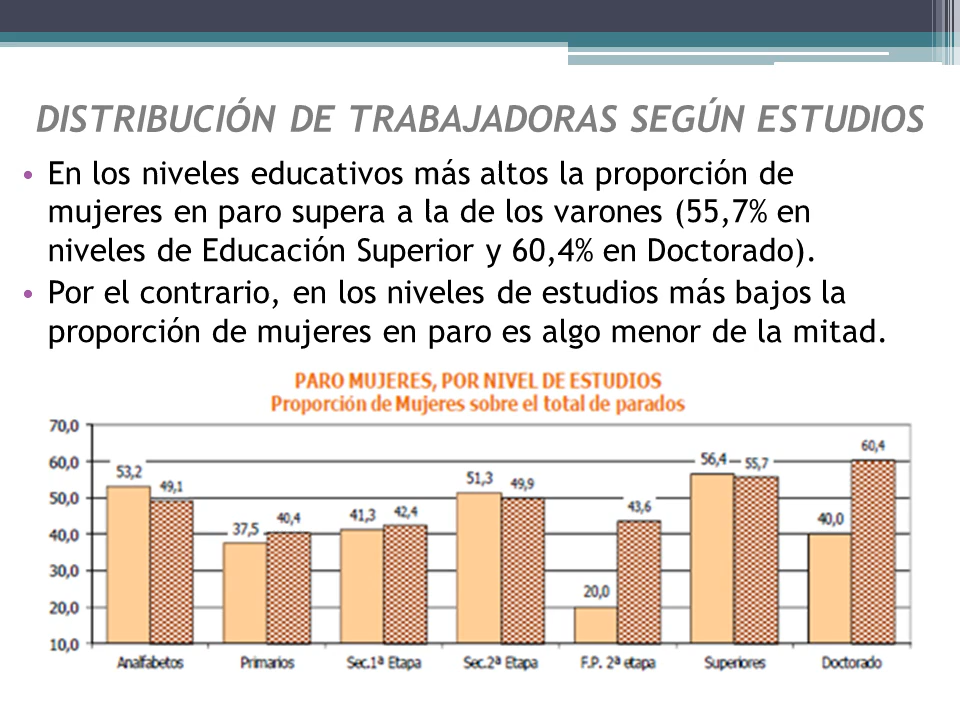 DISTRIBUCIÓN DE TRABAJADORAS SEGÚN ESTUDIOS
• En los niveles educativos más altos la proporción de
mujeres en paro supera a la de los varones (55,7% en
niveles de Educación Superior y 60,4% en Doctorado).
• Por el contrario, en los niveles de estudios más bajos la
proporción de mujeres en paro es algo menor de la mitad.
PARO MUJERES, POR NIVEL DE ESTUDIOS
Proporción de Mujeres sobre el total de parados
70,0
60,0
50,0
40,0
30,0
20,0
10,0
53,2 49,1 37,5 40,4 41,3 42,4 51,3 49,9 20,0 43,6 56,4 55,7 40,0 60,4
Analfabetos Primarios Sec.1ª Etapa Sec.2ª Etapa F.P. 2ª etapa Superiores Doctorado